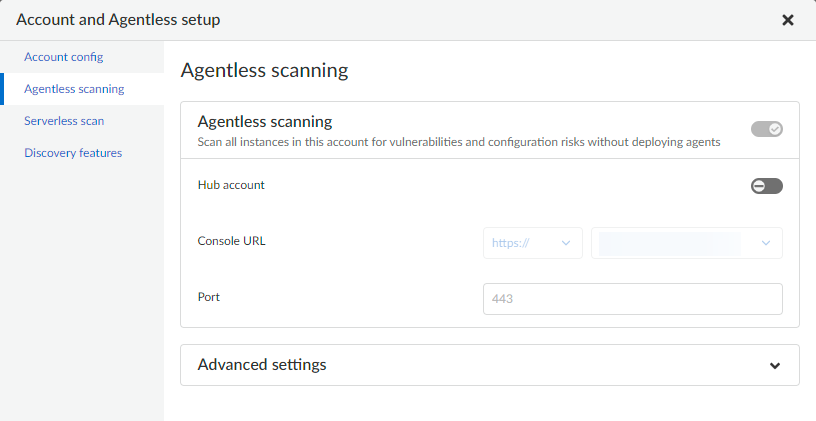 Account and Agentless setup
Account config
Agentless scanning
Serverless scan
Discovery features
Agentless scanning
Agentless scanning
Scan all instances in this account for vulnerabilities and configuration risks without deploying agents
Hub account
Console URL
https://
Port
443
Advanced settings